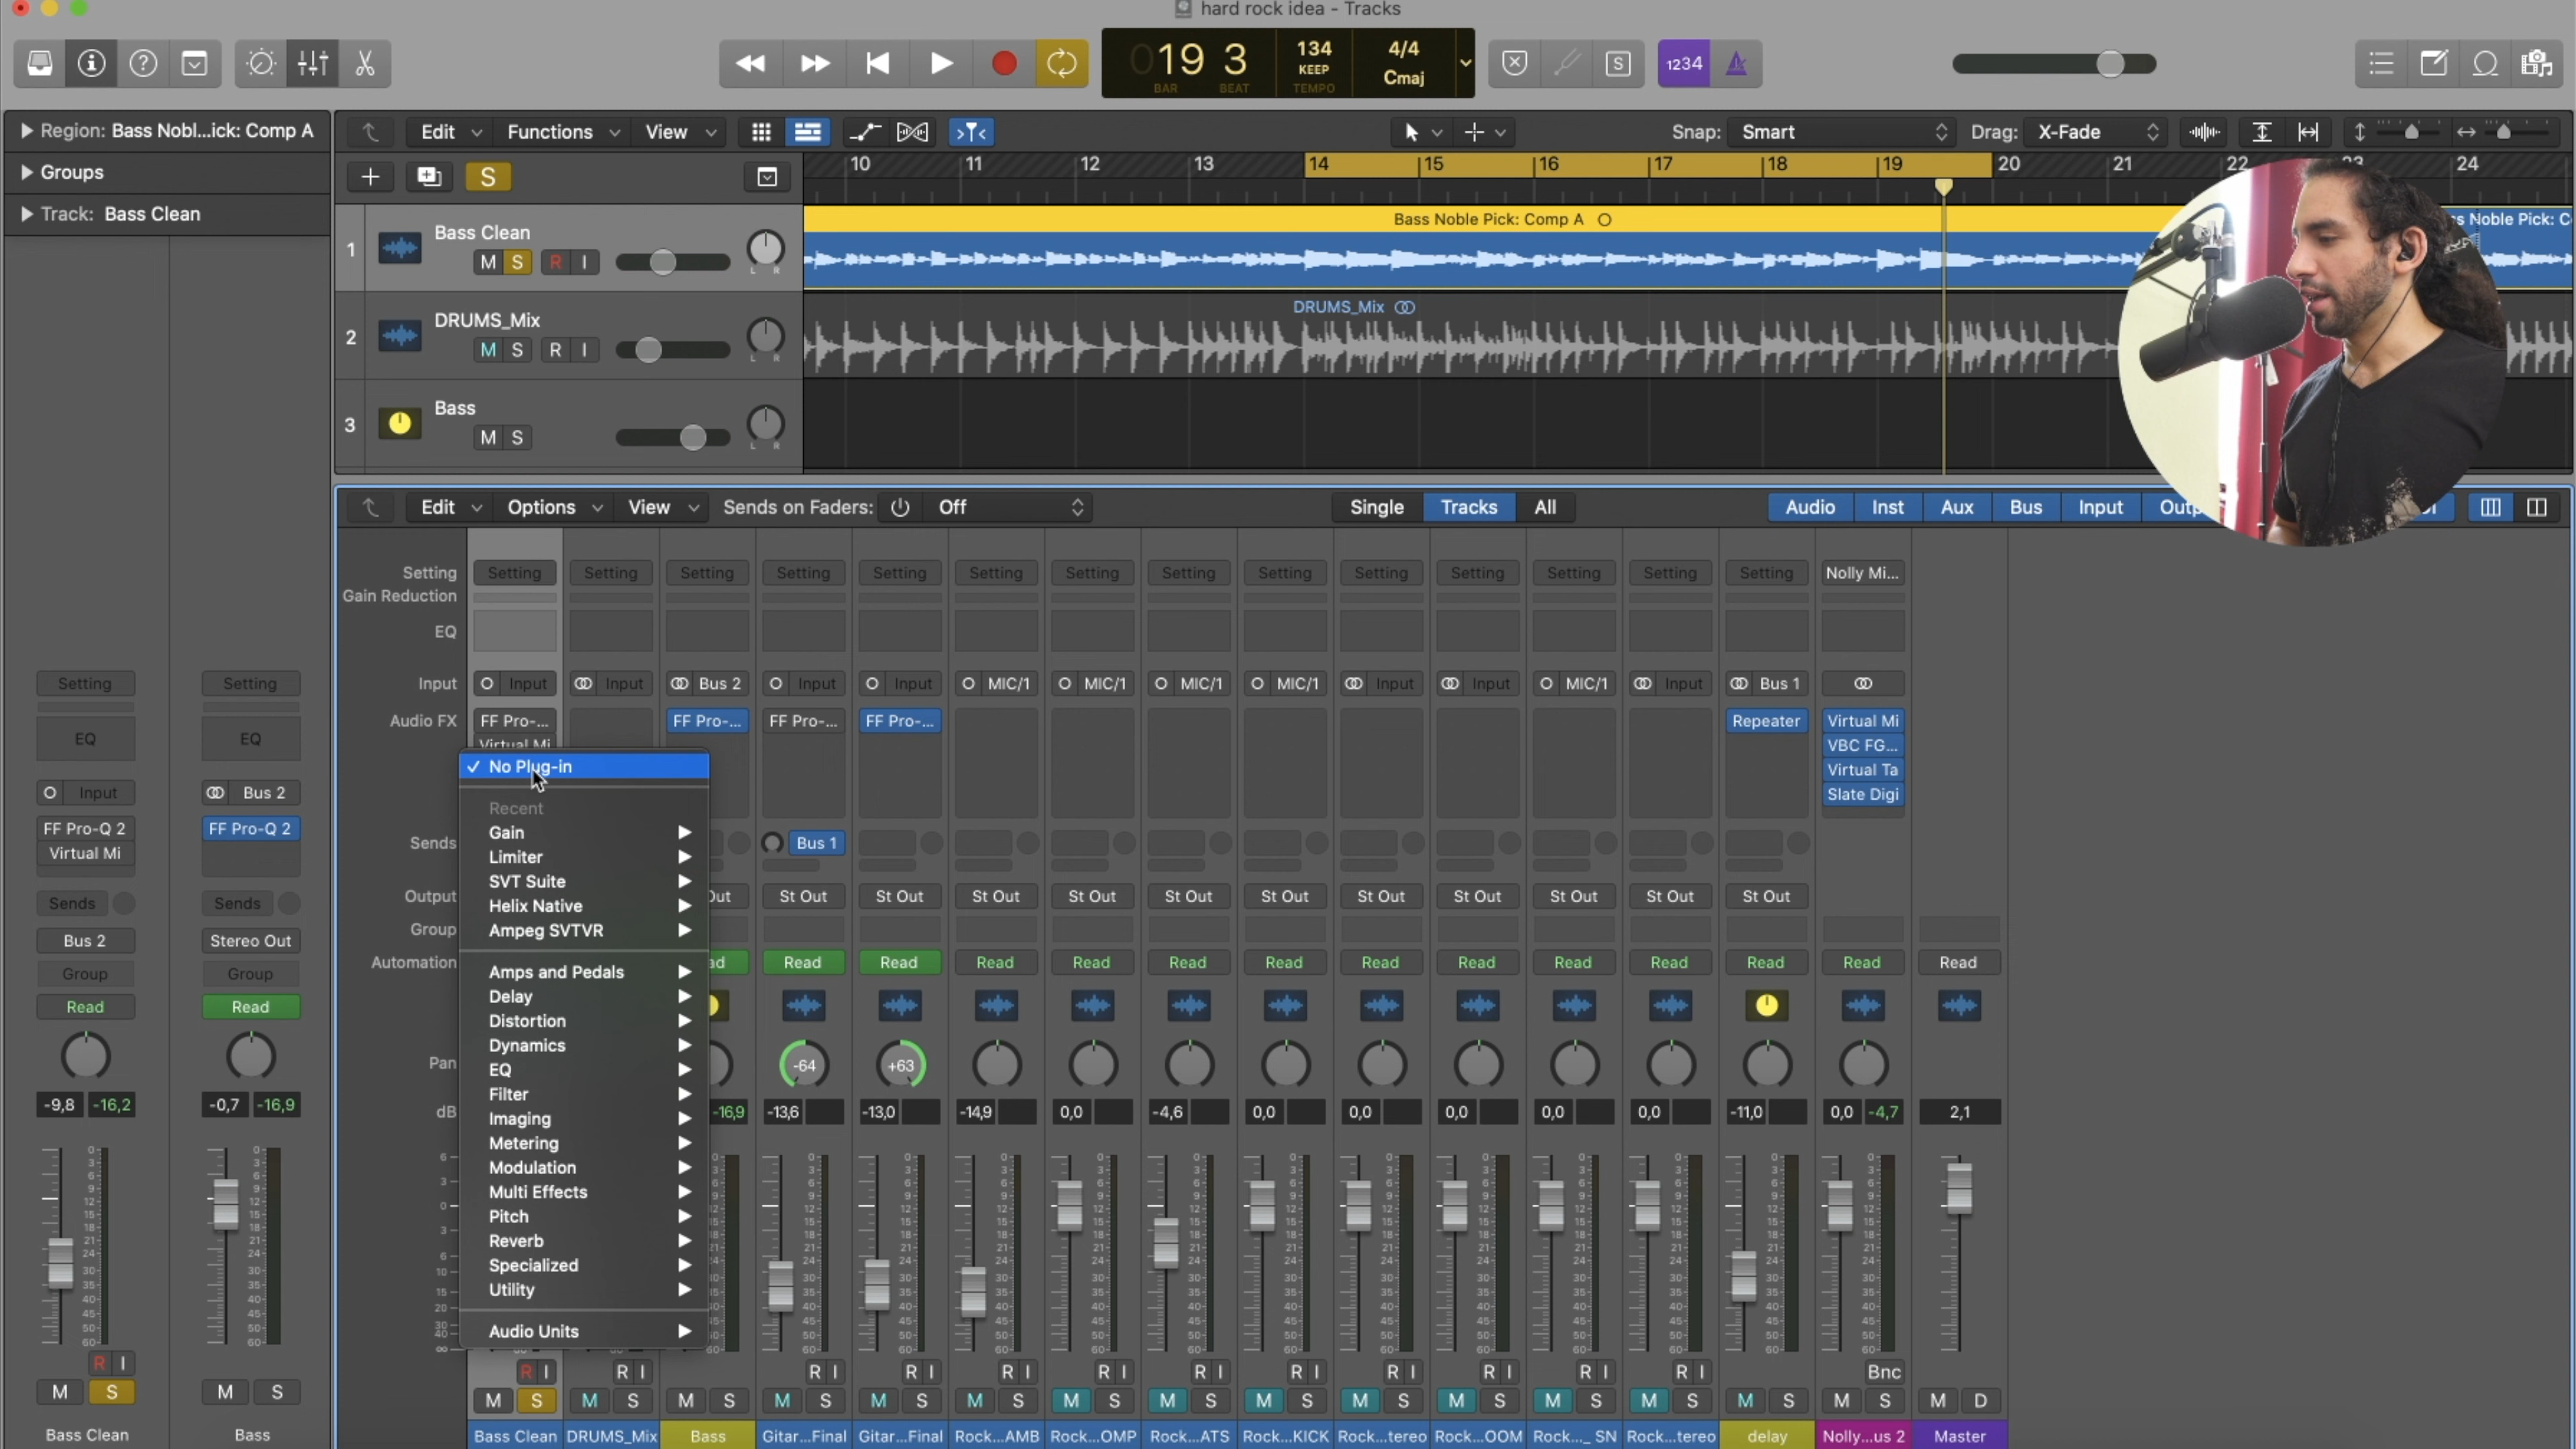 hard rock idea - Tracks
019 3
BAR BEAT
134
KEEP
TEMPO
4/4
Cmaj
S
1234
Region: Bass Nobl...ick: Comp A
Groups
Track: Bass Clean
Edit Functions View
Snap: Smart
Drag: X-Fade
S
10 11 12 13 14 15 16 17 18 19 20 21 22 23 24
1 Bass Clean
M S R I
L R
Bass Noble Pick: Comp A
ss Noble Pick: C
2 DRUMS_Mix
M S R I
L R
DRUMS_Mix
3 Bass
M S
L R
Edit Options View Sends on Faders: Off
Single Tracks All
Audio Inst Aux Bus Input Outp
Setting Setting Setting Setting Setting Setting Setting Setting Setting Setting Setting Setting Setting Setting Setting Nolly Mi...
Gain Reduction
EQ
Input Input Input Bus 2 Input Input MIC/1 MIC/1 MIC/1 MIC/1 Input Input MIC/1 Input Bus 1
Audio FX FF Pro-... FF Pro-... FF Pro-... FF Pro-... Repeater Virtual Mi
Virtual Mi VBC FG...
Virtual Ta
Slate Digi
Sends Bus 1
Output Out St Out St Out St Out St Out St Out St Out St Out St Out St Out St Out St Out
Group
Automation ad Read Read Read Read Read Read Read Read Read Read Read Read Read
Pan -64 +63
dB -16,9 -13,6 -13,0 -14,9 0,0 -4,6 0,0 0,0 0,0 0,0 0,0 -11,0 0,0 -4,7 2,1
No Plug-in
Recent
Gain
Limiter
SVT Suite
Helix Native
Ampeg SVTVR
Amps and Pedals
Delay
Distortion
Dynamics
EQ
Filter
Imaging
Metering
Modulation
Multi Effects
Pitch
Reverb
Specialized
Utility
Audio Units
Setting Setting
EQ EQ
Input Bus 2
FF Pro-Q 2 FF Pro-Q 2
Virtual Mi
Sends Sends
Bus 2 Stereo Out
Group Group
Read Read
-9,8 -16,2 -0,7 -16,9
R I
M S M S
Bass Clean Bass
R I R I R I R I R I R I R I R I R I R I R I R I Bnc
M S M S M S M S M S M S M S M S M S M S M S M S M S M S M S M D
Bass Clean DRUMS_Mix Bass Gitar...Final Gitar...Final Rock...AMB Rock...OMP Rock...ATS Rock...KICK Rock...tereo Rock...OOM Rock..._ SN Rock...tereo delay Nolly...us 2 Master